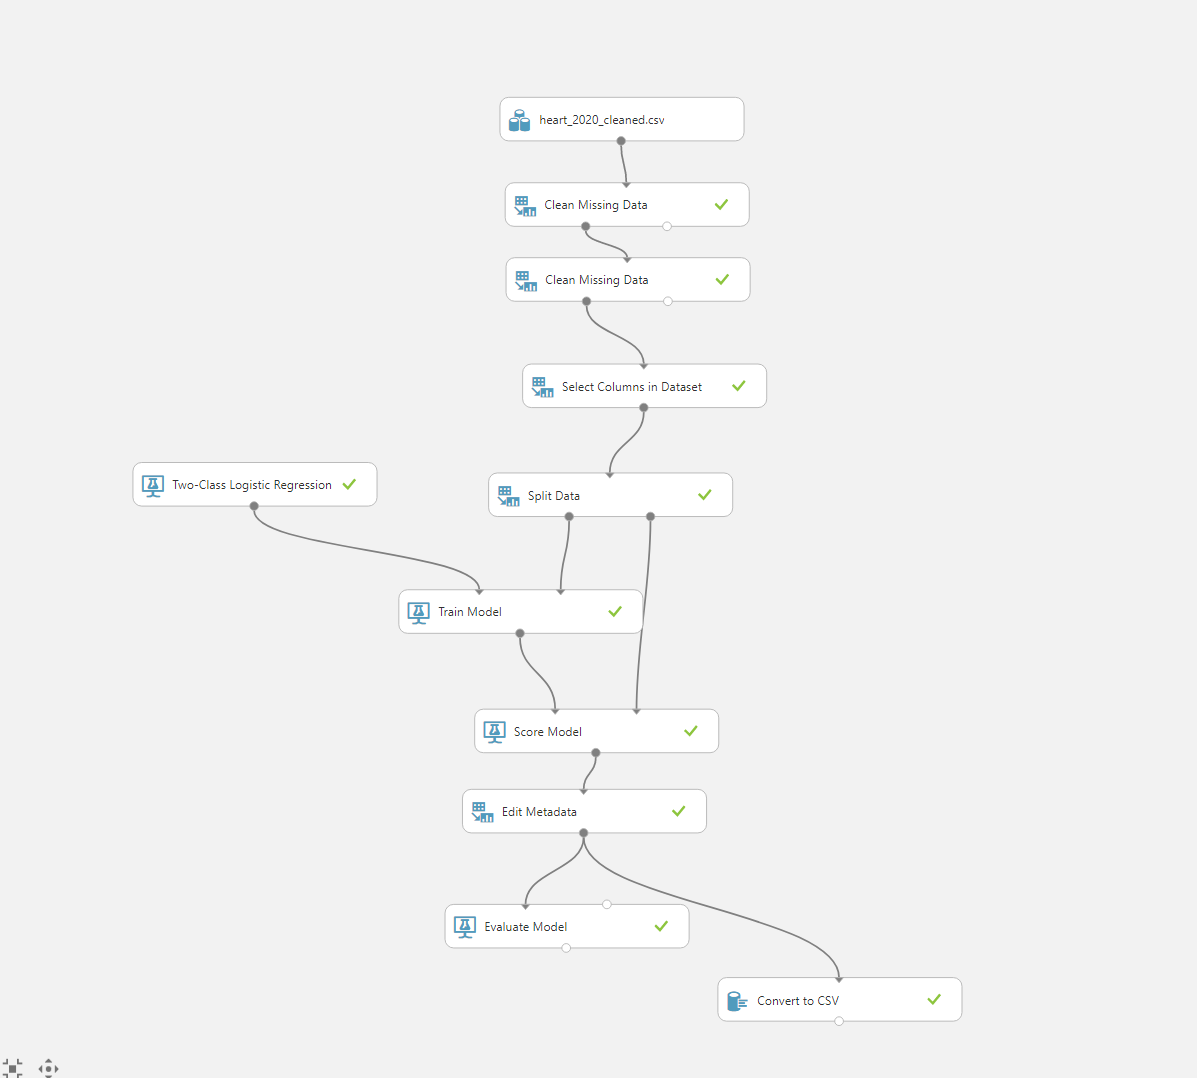 heart_2020_cleaned.csv
Clean Missing Data
Clean Missing Data
Select Columns in Dataset
Two-Class Logistic Regression
Split Data
Train Model
Score Model
Edit Metadata
Evaluate Model
Convert to CSV